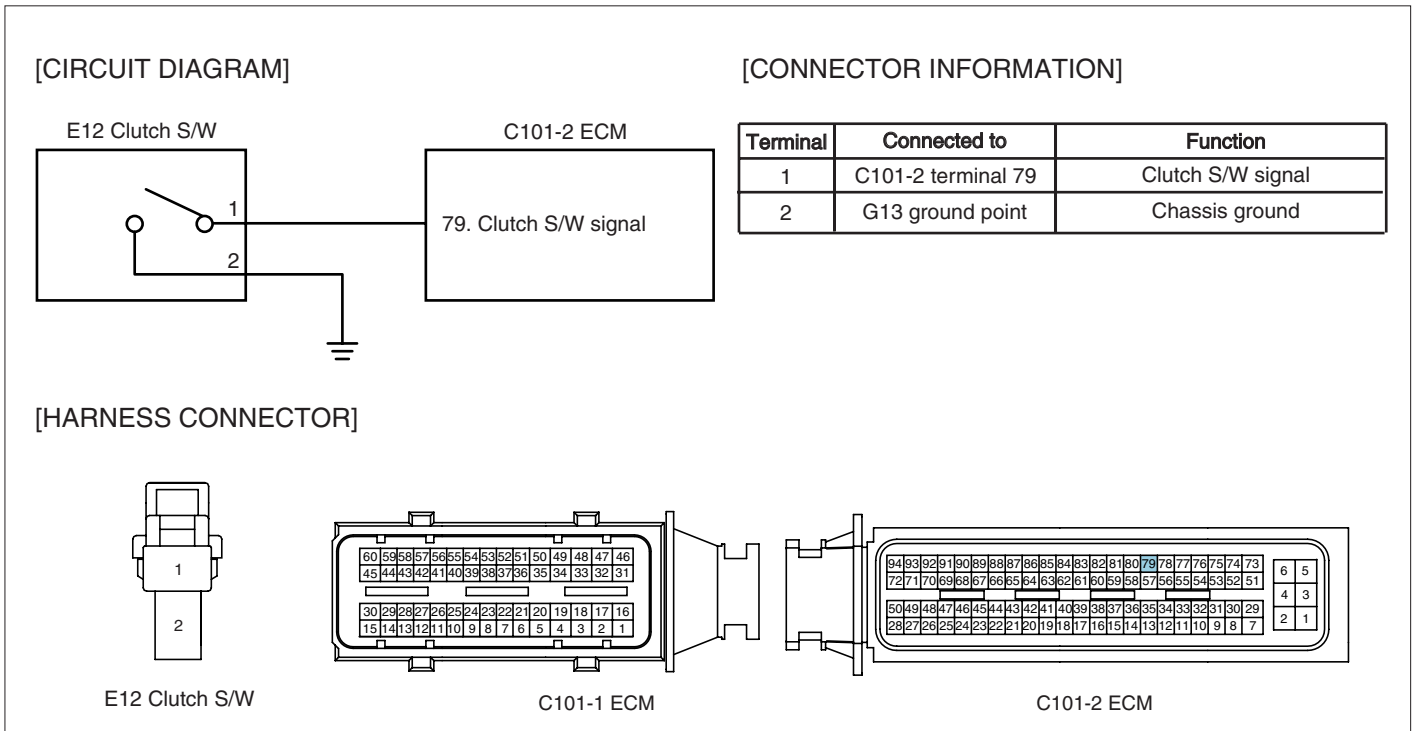 [CIRCUIT DIAGRAM]
E12 Clutch S/W
C101-2 ECM
1
2
79. Clutch S/W signal
[CONNECTOR INFORMATION]
Terminal Connected to Function
1 C101-2 terminal 79 Clutch S/W signal
2 G13 ground point Chassis ground
[HARNESS CONNECTOR]
1
2
E12 Clutch S/W
60 59 58 57 56 55 54 53 52 51 50 49 48 47 46
45 44 43 42 41 40 39 38 37 36 35 34 33 32 31
30 29 28 27 26 25 24 23 22 21 20 19 18 17 16
15 14 13 12 11 10 9 8 7 6 5 4 3 2 1
C101-1 ECM
94 93 92 91 90 89 88 87 86 85 84 83 82 81 80 79 78 77 76 75 74 73
72 71 70 69 68 67 66 65 64 63 62 61 60 59 58 57 56 55 54 53 52 51
50 49 48 47 46 45 44 43 42 41 40 39 38 37 36 35 34 33 32 31 30 29
28 27 26 25 24 23 22 21 20 19 18 17 16 15 14 13 12 11 10 9 8 7
6 5
4 3
2 1
C101-2 ECM